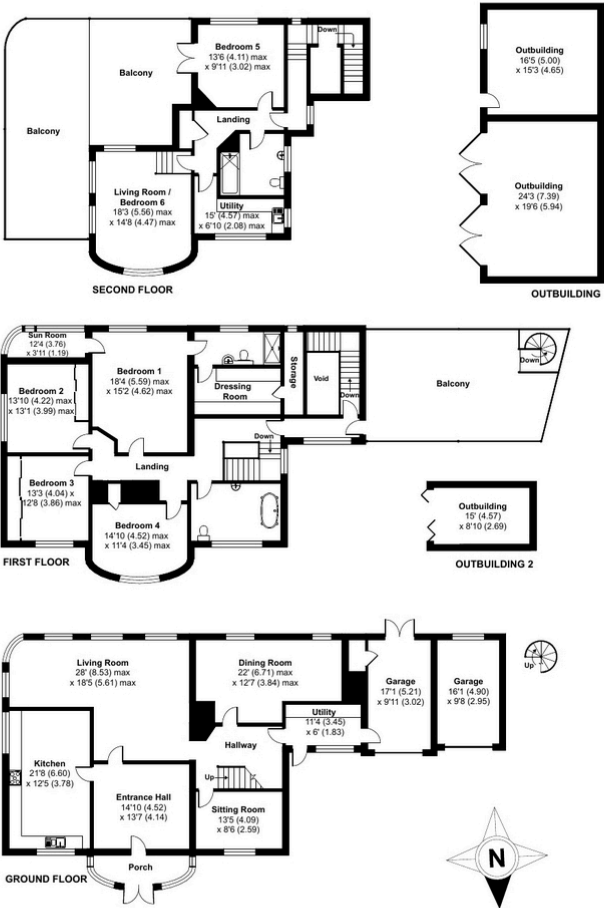 Bedroom 5
13'6 (4.11) max
x 9'11 (3.02) max
Down
Balcony
Balcony
Landing
Living Room /
Bedroom 6
18'3 (5.56) max
x 14'8 (4.47) max
Utility
15' (4.57) max
x 6'10 (2.08) max
SECOND FLOOR
Outbuilding
16'5 (5.00)
x 15'3 (4.65)
Outbuilding
24'3 (7.39)
x 19'6 (5.94)
OUTBUILDING
Sun Room
12'4 (3.76)
x 3'11 (1.19)
Bedroom 1
18'4 (5.59) max
x 15'2 (4.62) max
Bedroom 2
13'10 (4.22) max
x 13'1 (3.99) max
Dressing
Room
Storage
Void
Down
Balcony
Down
Down
Landing
Bedroom 3
13'3 (4.04) x
12'8 (3.86) max
Bedroom 4
14'10 (4.52) max
x 11'4 (3.45) max
FIRST FLOOR
Outbuilding
15' (4.57)
x 8'10 (2.69)
OUTBUILDING 2
Living Room
28' (8.53) max
x 18'5 (5.61) max
Dining Room
22' (6.71) max
x 12'7 (3.84) max
Garage
17'1 (5.21)
x 9'11 (3.02)
Garage
16'1 (4.90)
x 9'8 (2.95)
Up
Utility
11'4 (3.45)
x 6' (1.83)
Hallway
Up
Kitchen
21'8 (6.60)
x 12'5 (3.78)
Entrance Hall
14'10 (4.52)
x 13'7 (4.14)
Sitting Room
13'5 (4.09)
x 8'6 (2.59)
Porch
GROUND FLOOR
N